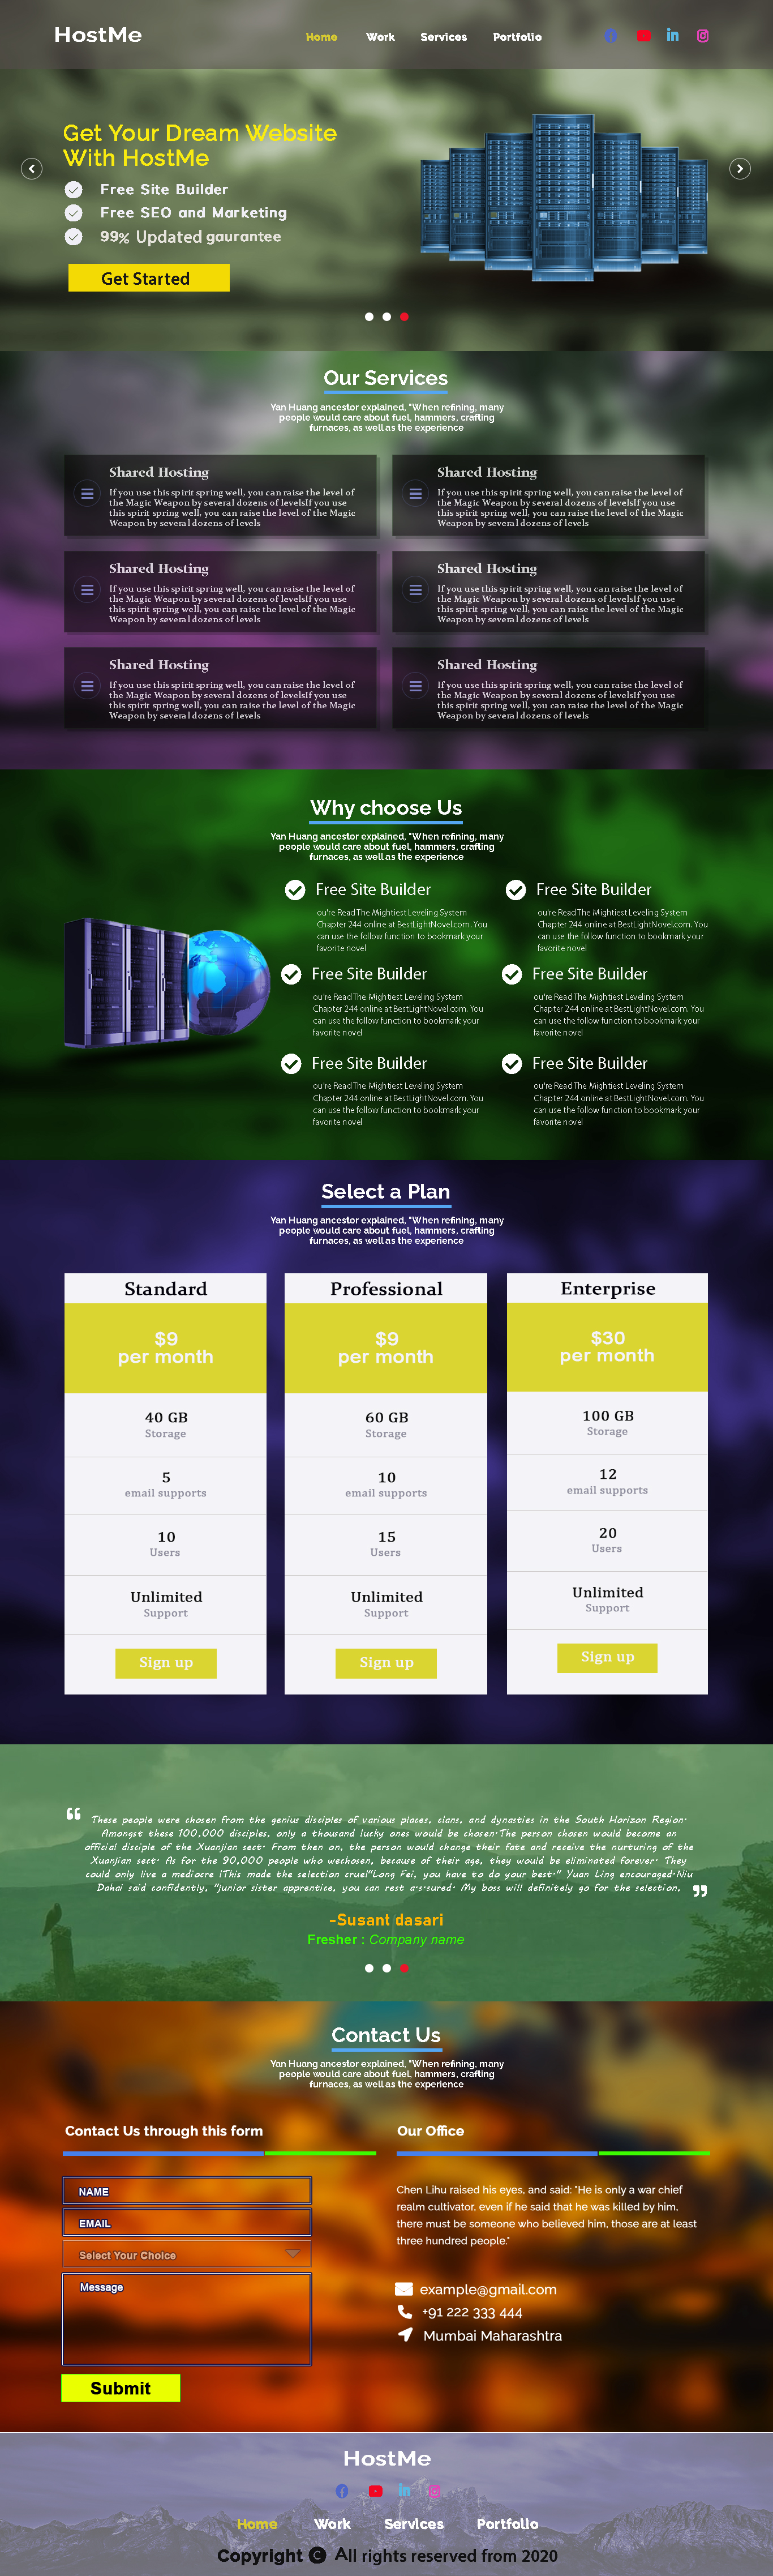 HostMe
Home Work Services Portfolio
Get Your Dream Website
With HostMe
Free Site Builder
Free SEO and Marketing
99% Updated gaurantee
Get Started
Our Services
Yan Huang ancestor explained, "When refining, many
people would care about fuel, hammers, crafting
furnaces, as well as the experience
Shared Hosting
If you use this spirit spring well, you can raise the level of
the Magic Weapon by several dozens of levelsIf you use
this spirit spring well, you can raise the level of the Magic
Weapon by several dozens of levels
Shared Hosting
If you use this spirit spring well, you can raise the level of
the Magic Weapon by several dozens of levelsIf you use
this spirit spring well, you can raise the level of the Magic
Weapon by several dozens of levels
Shared Hosting
If you use this spirit spring well, you can raise the level of
the Magic Weapon by several dozens of levelsIf you use
this spirit spring well, you can raise the level of the Magic
Weapon by several dozens of levels
Shared Hosting
If you use this spirit spring well, you can raise the level of
the Magic Weapon by several dozens of levelsIf you use
this spirit spring well, you can raise the level of the Magic
Weapon by several dozens of levels
Shared Hosting
If you use this spirit spring well, you can raise the level of
the Magic Weapon by several dozens of levelsIf you use
this spirit spring well, you can raise the level of the Magic
Weapon by several dozens of levels
Shared Hosting
If you use this spirit spring well, you can raise the level of
the Magic Weapon by several dozens of levelsIf you use
this spirit spring well, you can raise the level of the Magic
Weapon by several dozens of levels
Why choose Us
Yan Huang ancestor explained, "When refining, many
people would care about fuel, hammers, crafting
furnaces, as well as the experience
Free Site Builder
ou're Read The Mightiest Leveling System
Chapter 244 online at BestLightNovel.com. You
can use the follow function to bookmark your
favorite novel
Free Site Builder
ou're Read The Mightiest Leveling System
Chapter 244 online at BestLightNovel.com. You
can use the follow function to bookmark your
favorite novel
Free Site Builder
ou're Read The Mightiest Leveling System
Chapter 244 online at BestLightNovel.com. You
can use the follow function to bookmark your
favorite novel
Free Site Builder
ou're Read The Mightiest Leveling System
Chapter 244 online at BestLightNovel.com. You
can use the follow function to bookmark your
favorite novel
Free Site Builder
ou're Read The Mightiest Leveling System
Chapter 244 online at BestLightNovel.com. You
can use the follow function to bookmark your
favorite novel
Free Site Builder
ou're Read The Mightiest Leveling System
Chapter 244 online at BestLightNovel.com. You
can use the follow function to bookmark your
favorite novel
Select a Plan
Yan Huang ancestor explained, "When refining, many
people would care about fuel, hammers, crafting
furnaces, as well as the experience
Standard
$9
per month
40 GB
Storage
5
email supports
10
Users
Unlimited
Support
Sign up
Professional
$9
per month
60 GB
Storage
10
email supports
15
Users
Unlimited
Support
Sign up
Enterprise
$30
per month
100 GB
Storage
12
email supports
20
Users
Unlimited
Support
Sign up
“ These people were chosen from the genius disciples of various places, clans, and dynasties in the South Horizon Region.
Amongst these 100,000 disciples, only a thousand lucky ones would be chosen.The person chosen would become an
official disciple of the Xuanjian sect. From then on, the person would change their fate and receive the nurturing of the
Xuanjian sect. As for the 90,000 people who wechosen, because of their age, they would be eliminated forever. They
could only live a mediocre lThis made the selection cruel"Long Fei, you have to do your best." Yuan Ling encouraged.Niu
Dahai said confidently, "junior sister apprentice, you can rest a.s.sured. My boss will definitely go for the selection, ”
-Susant dasari
Fresher : Company name
Contact Us
Yan Huang ancestor explained, "When refining, many
people would care about fuel, hammers, crafting
furnaces, as well as the experience
Contact Us through this form
NAME
EMAIL
Select Your Choice
Message
Submit
Our Office
Chen Lihu raised his eyes, and said: "He is only a war chief
realm cultivator, even if he said that he was killed by him,
there must be someone who believed him, those are at least
three hundred people."
example@gmail.com
+91 222 333 444
Mumbai Maharashtra
HostMe
Home Work Services Portfolio
Copyright © All rights reserved from 2020